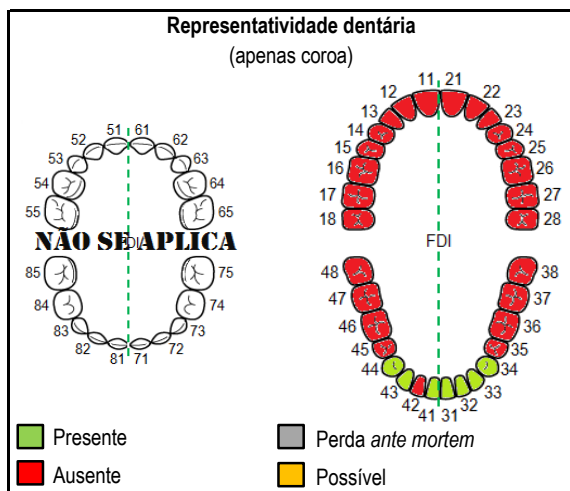 Representatividade dentária
(apenas coroa)
51 61
52 62
53 63
54 64
55 65
NÃO SE APLICA
FDI
85 75
84 74
83 73
82 72
81 71
11 21
12 22
13 23
14 24
15 25
16 26
17 27
18 28
FDI
48 38
47 37
46 36
45 35
44 34
43 33
42 32
41 31
Presente
Ausente
Perda ante mortem
Possível